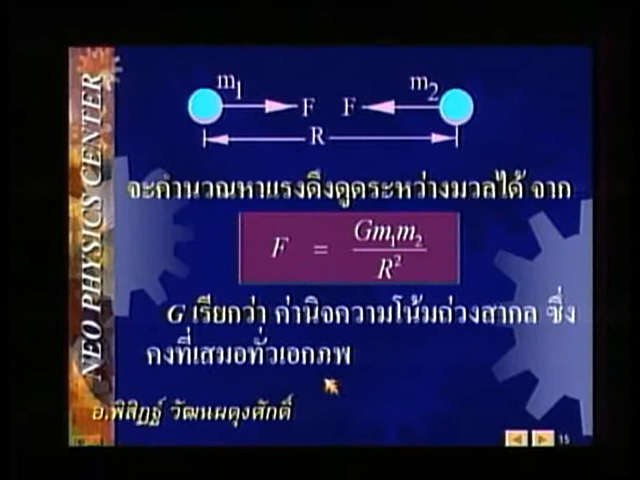 NEO PHYSICS CENTER
m1 F F m2
R
จะคำนวณหาแรงดึงดูดระหว่างมวลได้ จาก
F = Gm1m2 / R²
G เรียกว่า ค่านิจความโน้มถ่วงสากล ซึ่ง
คงที่เสมอทั่วเอกภพ
อ.พิสิฏฐ์ วัฒนผดุงศักดิ์
15